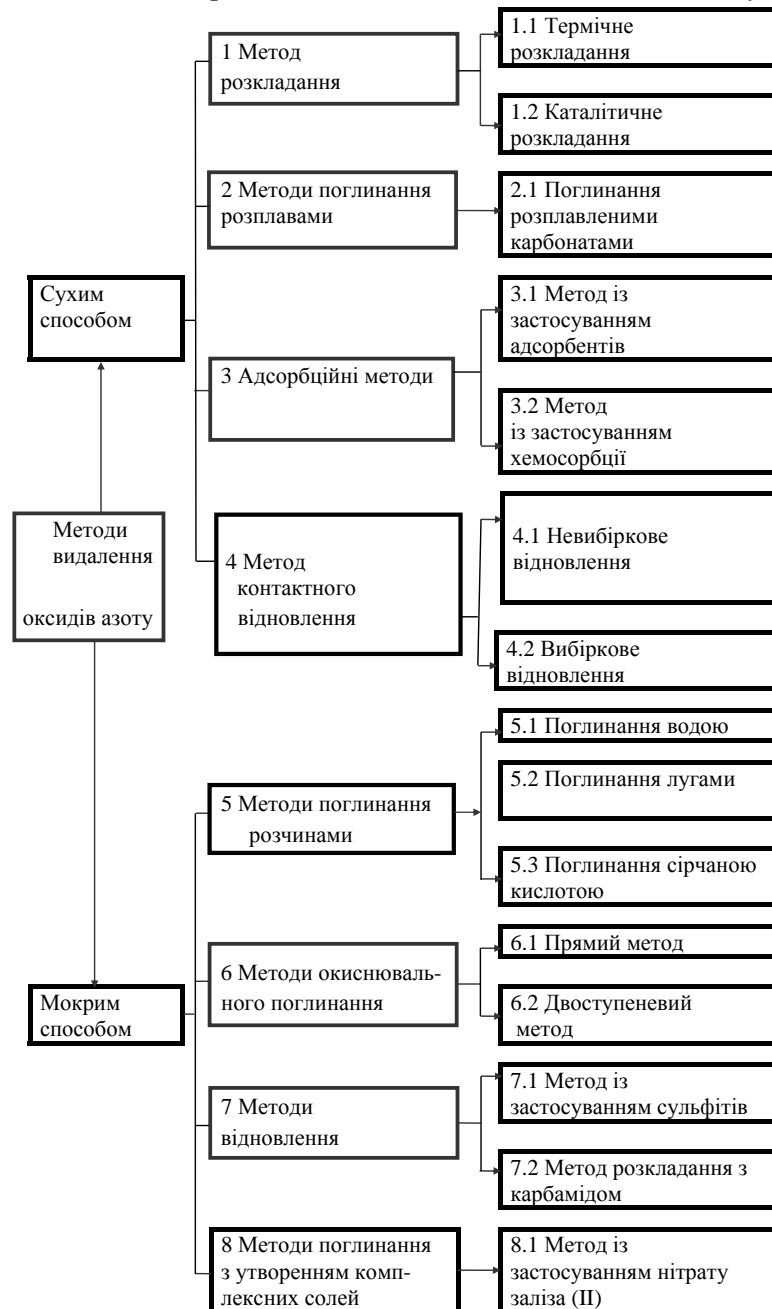 1.1 Термічне
розкладання
1 Метод
розкладання
1.2 Каталітичне
розкладання
2 Методи поглинання
розплавами
2.1 Поглинання
розплавленими
карбонатами
Сухим
способом
3.1 Метод із
застосуванням
адсорбентів
3 Адсорбційні методи
3.2 Метод
із застосуванням
хемосорбції
Методи
видалення
оксидів азоту
4 Метод
контактного
відновлення
4.1 Невибіркове
відновлення
4.2 Вибіркове
відновлення
5.1 Поглинання водою
5 Методи поглинання
розчинами
5.2 Поглинання лугами
5.3 Поглинання сірчаною
кислотою
6 Методи окиснюваль-
ного поглинання
6.1 Прямий метод
6.2 Двоступеневий
метод
Мокрим
способом
7 Методи
відновлення
7.1 Метод із
застосуванням сульфітів
7.2 Метод розкладання з
карбамідом
8 Методи поглинання
з утворенням комп-
лексних солей
8.1 Метод із
застосуванням нітрату
заліза (II)